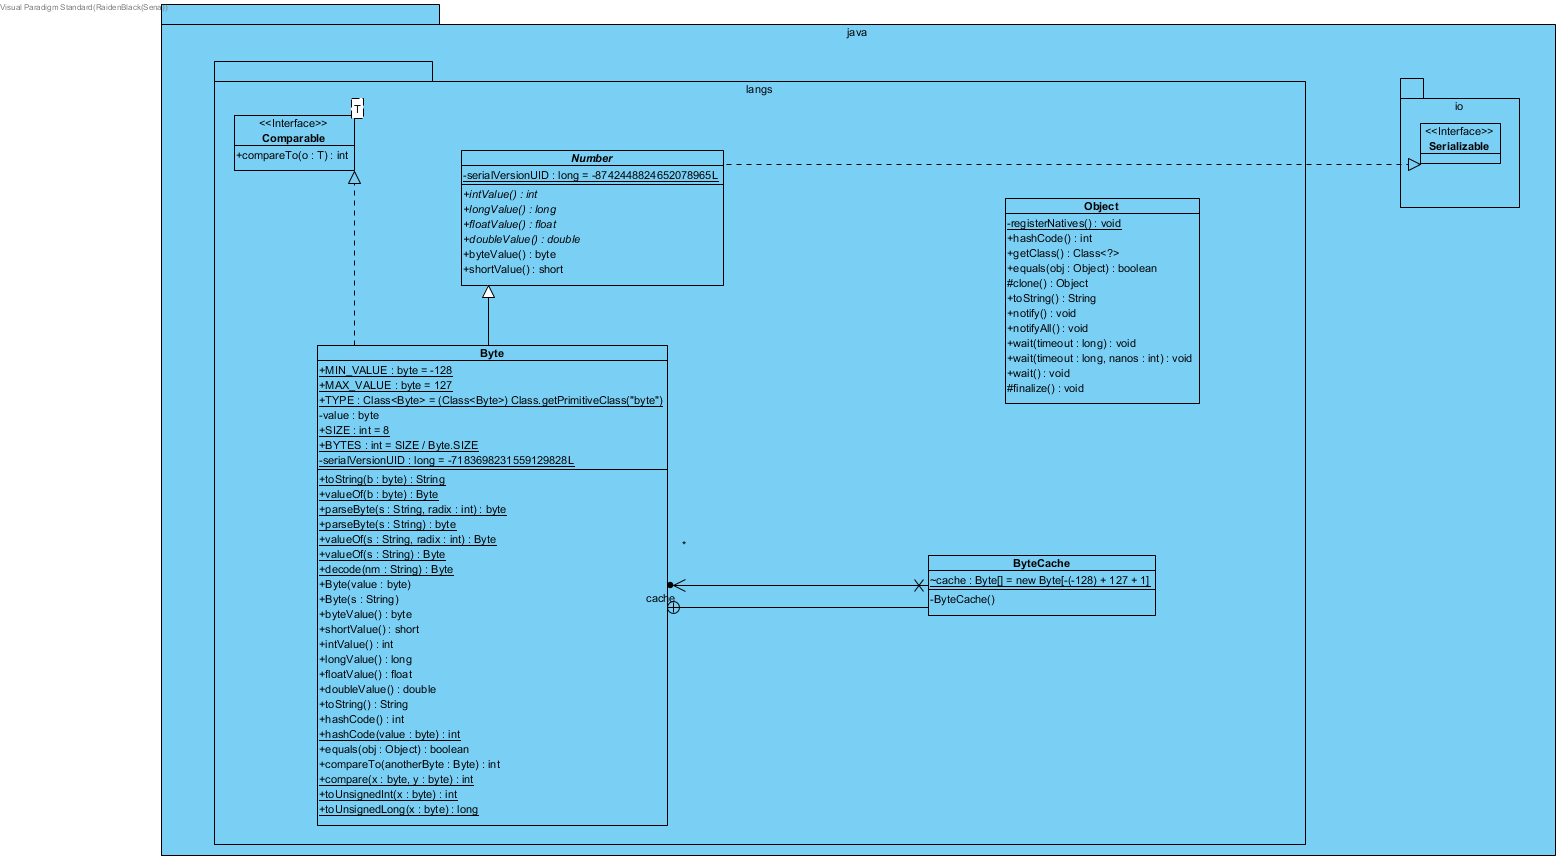 Visual Paradigm Standard(RaidenBlack(Sena))
java
langs
T
<<Interface>>
Comparable
+compareTo(o : T) : int
Number
-serialVersionUID : long = -8742448824652078965L
+intValue() : int
+longValue() : long
+floatValue() : float
+doubleValue() : double
+byteValue() : byte
+shortValue() : short
io
<<Interface>>
Serializable
Object
-registerNatives() : void
+hashCode() : int
+getClass() : Class<?>
+equals(obj : Object) : boolean
#clone() : Object
+toString() : String
+notify() : void
+notifyAll() : void
+wait(timeout : long) : void
+wait(timeout : long, nanos : int) : void
+wait() : void
#finalize() : void
Byte
+MIN_VALUE : byte = -128
+MAX_VALUE : byte = 127
+TYPE : Class<Byte> = (Class<Byte>) Class.getPrimitiveClass("byte")
-value : byte
+SIZE : int = 8
+BYTES : int = SIZE / Byte.SIZE
-serialVersionUID : long = -7183698231559129828L
+toString(b : byte) : String
+valueOf(b : byte) : Byte
+parseByte(s : String, radix : int) : byte
+parseByte(s : String) : byte
+valueOf(s : String, radix : int) : Byte
+valueOf(s : String) : Byte
+decode(nm : String) : Byte
+Byte(value : byte)
+Byte(s : String)
+byteValue() : byte
+shortValue() : short
+intValue() : int
+longValue() : long
+floatValue() : float
+doubleValue() : double
+toString() : String
+hashCode() : int
+hashCode(value : byte) : int
+equals(obj : Object) : boolean
+compareTo(anotherByte : Byte) : int
+compare(x : byte, y : byte) : int
+toUnsignedInt(x : byte) : int
+toUnsignedLong(x : byte) : long
*
cache
ByteCache
~cache : Byte[] = new Byte[-(-128) + 127 + 1]
-ByteCache()